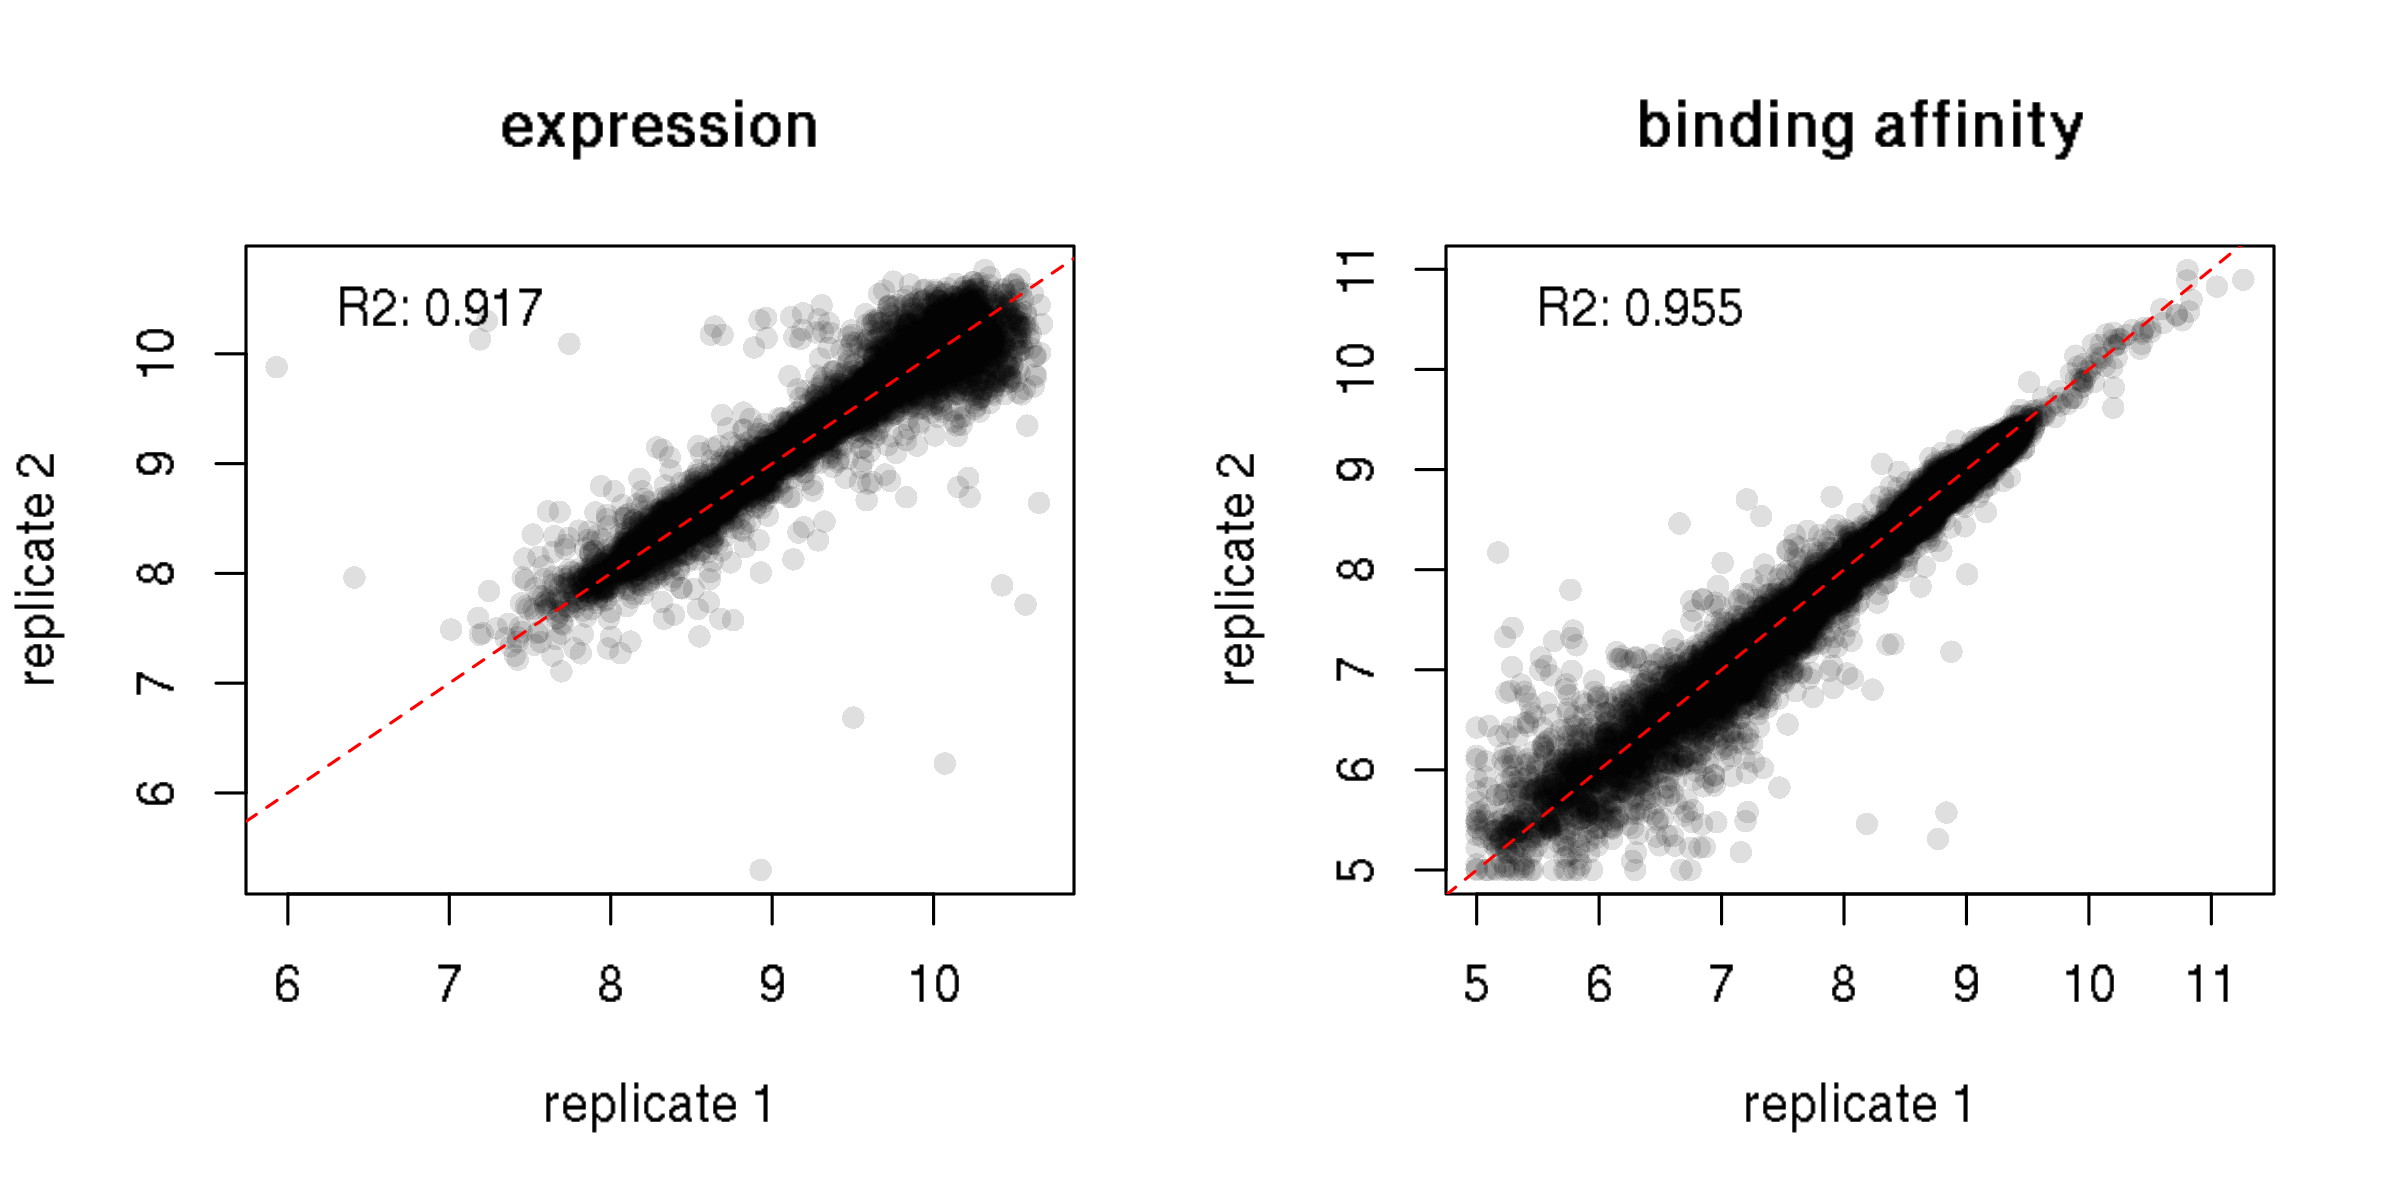 expression
R2: 0.917
replicate 2
10
9
8
7
6
6 7 8 9 10
replicate 1
binding affinity
R2: 0.955
replicate 2
11
10
9
8
7
6
5
5 6 7 8 9 10 11
replicate 1